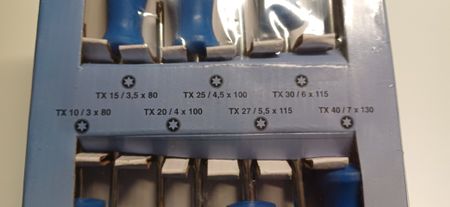 TX 15 / 3,5 x 80 TX 25 / 4,5 x 100 TX 30 / 6 x 115
TX 10 / 3 x 80 TX 20 / 4 x 100 TX 27 / 5,5 x 115 TX 40 / 7 x 130